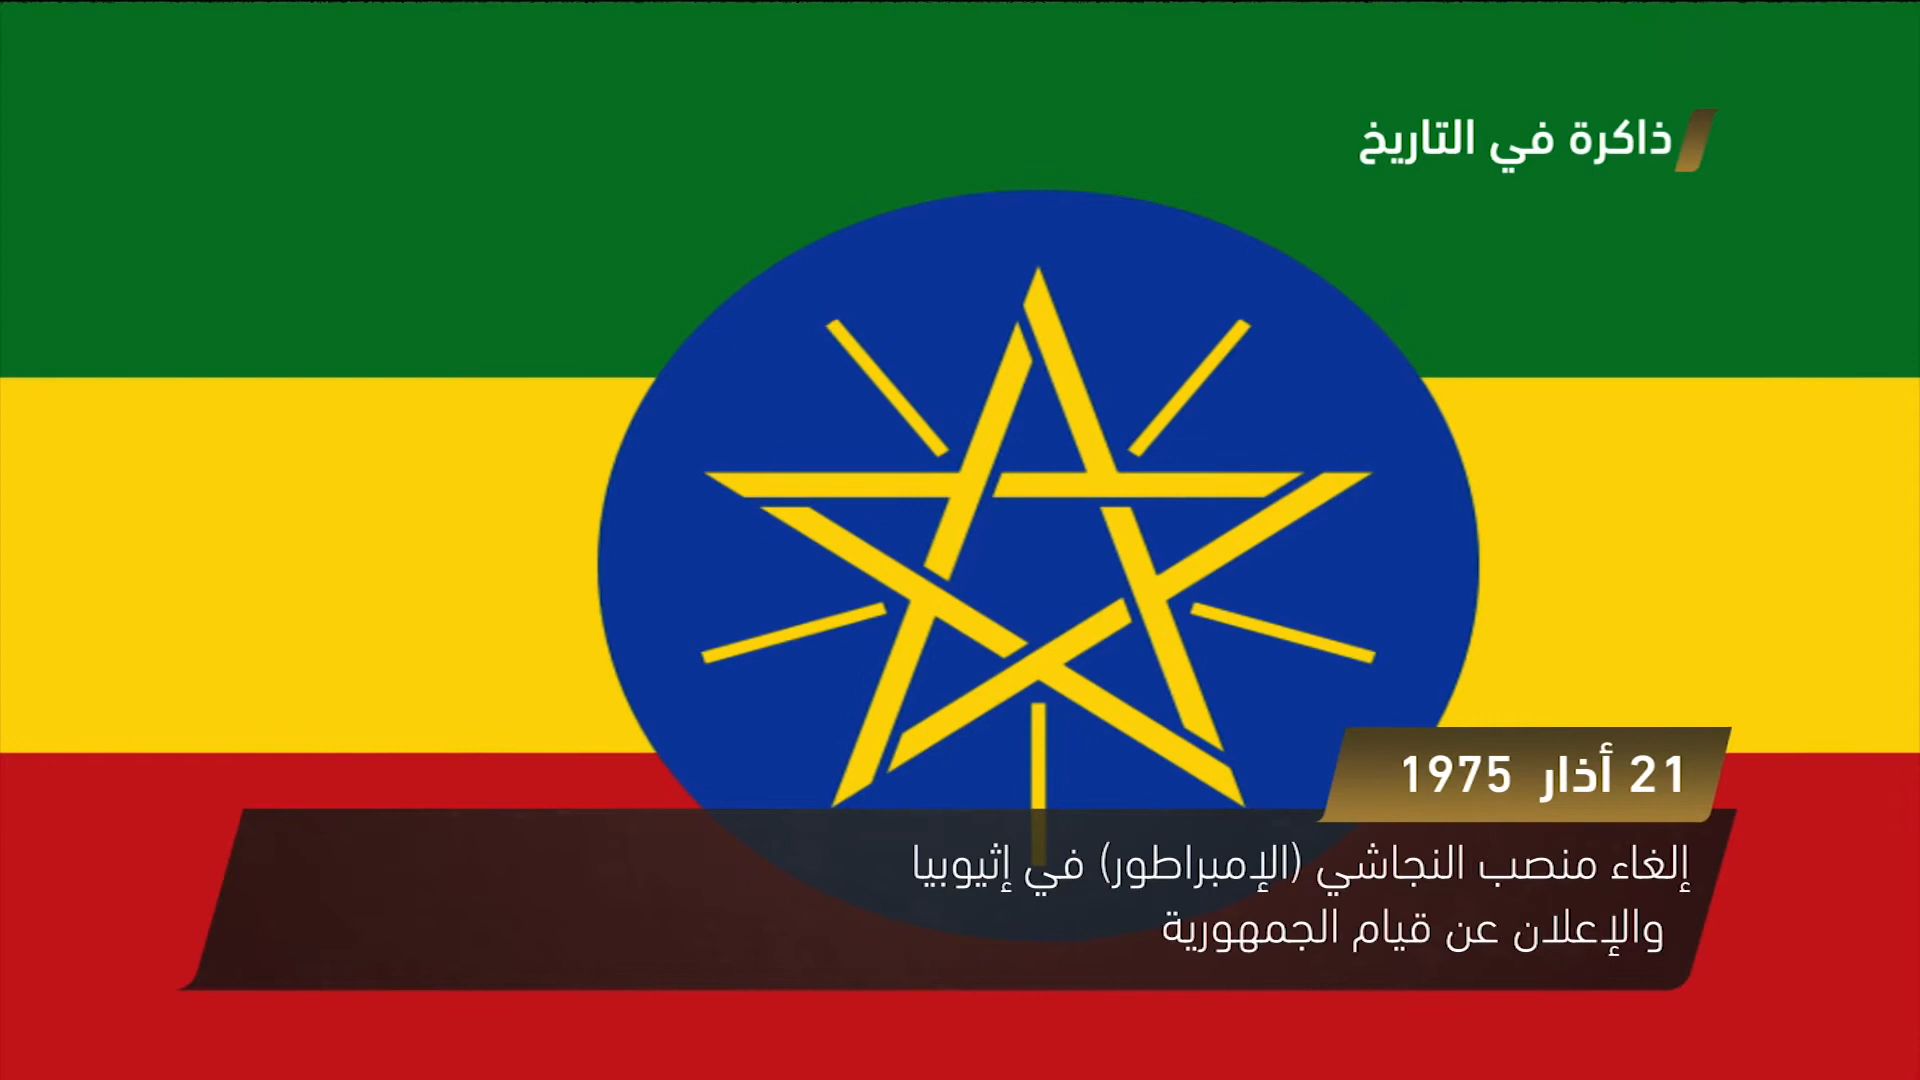 ذاكرة في التاريخ
21 أذار 1975
إلغاء منصب النجاشي (الإمبراطور) في إثيوبيا
والإعلان عن قيام الجمهورية